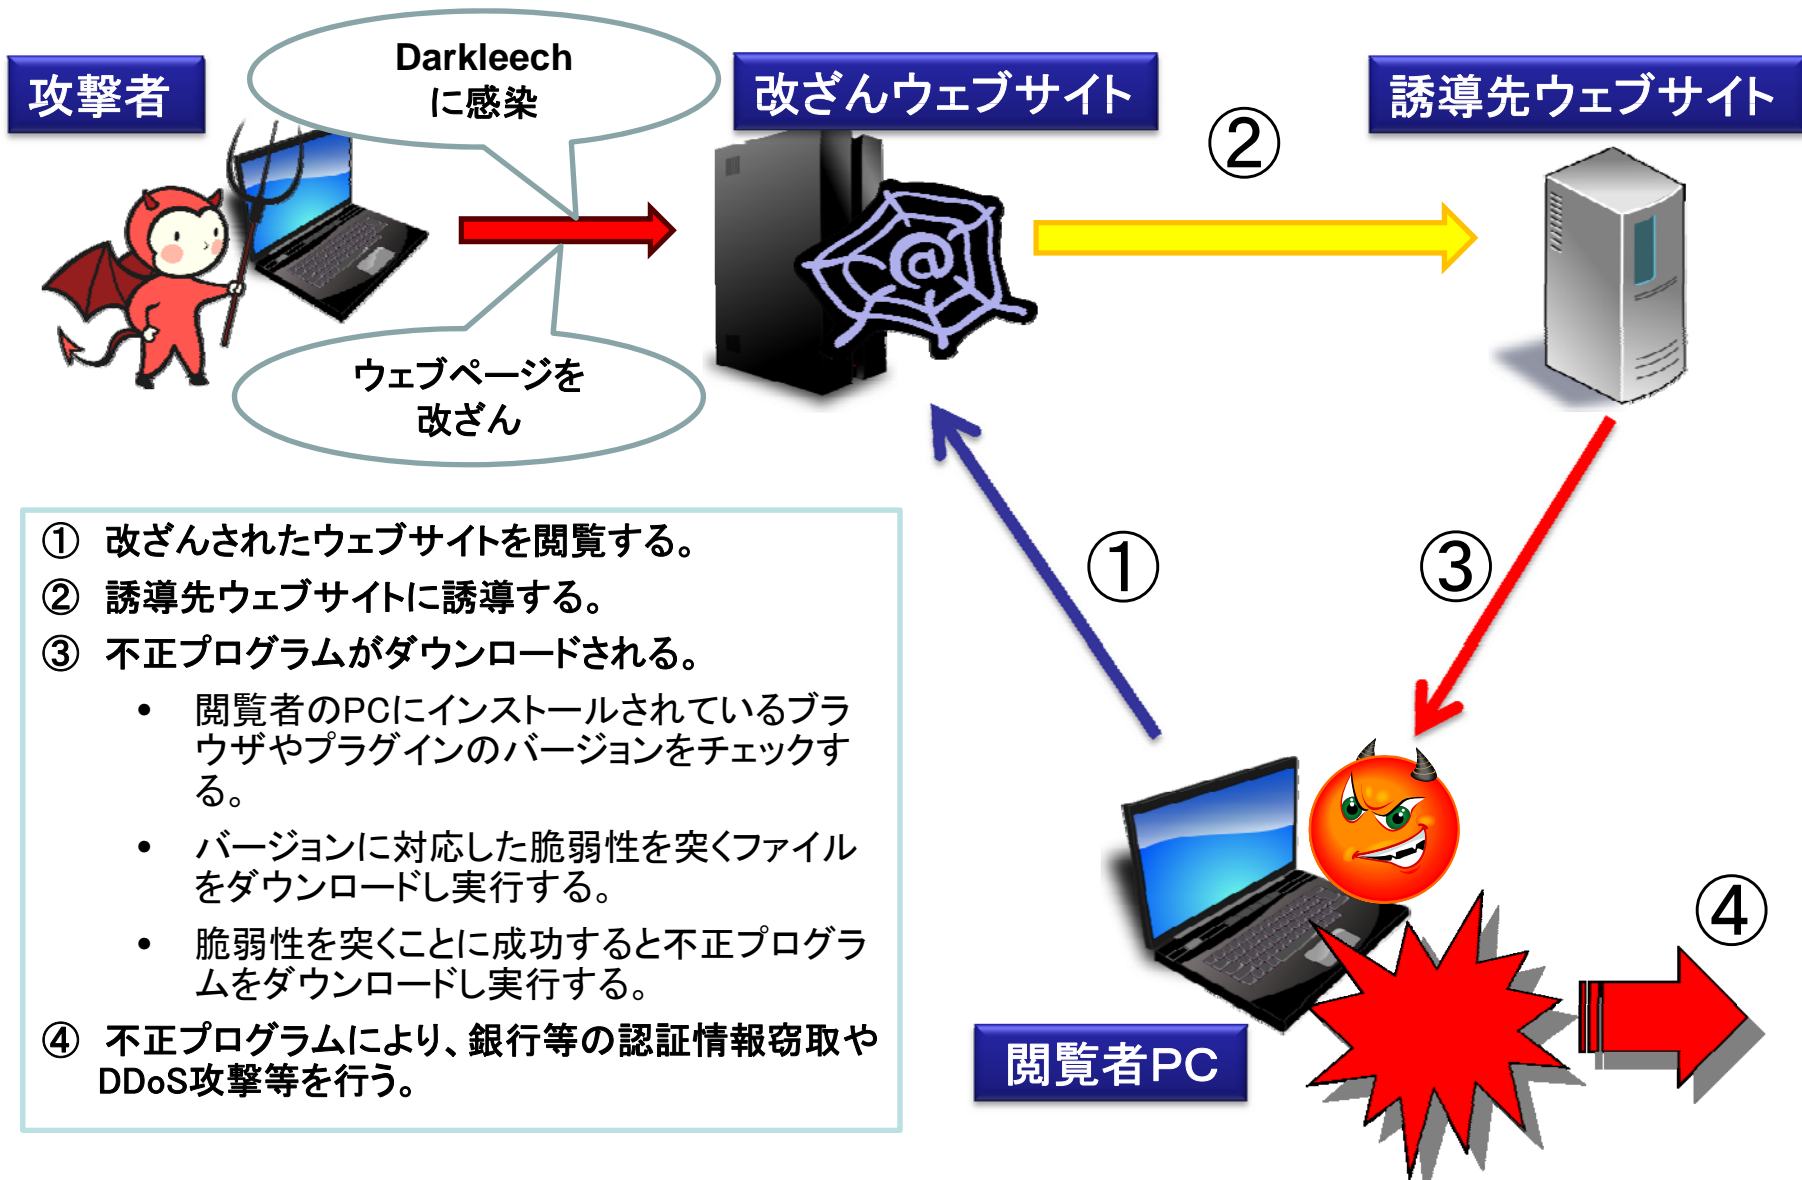 攻撃者
Darkleech
に感染
改ざんウェブサイト
②
誘導先ウェブサイト
ウェブページを
改ざん
①
③
① 改ざんされたウェブサイトを閲覧する。
② 誘導先ウェブサイトに誘導する。
③ 不正プログラムがダウンロードされる。
• 閲覧者のPCにインストールされているブラ
ウザやプラグインのバージョンをチェックす
る。
• バージョンに対応した脆弱性を突くファイル
をダウンロードし実行する。
• 脆弱性を突くことに成功すると不正プログラ
ムをダウンロードし実行する。
④ 不正プログラムにより、銀行等の認証情報窃取や
DDoS攻撃等を行う。
④
閲覧者PC
@